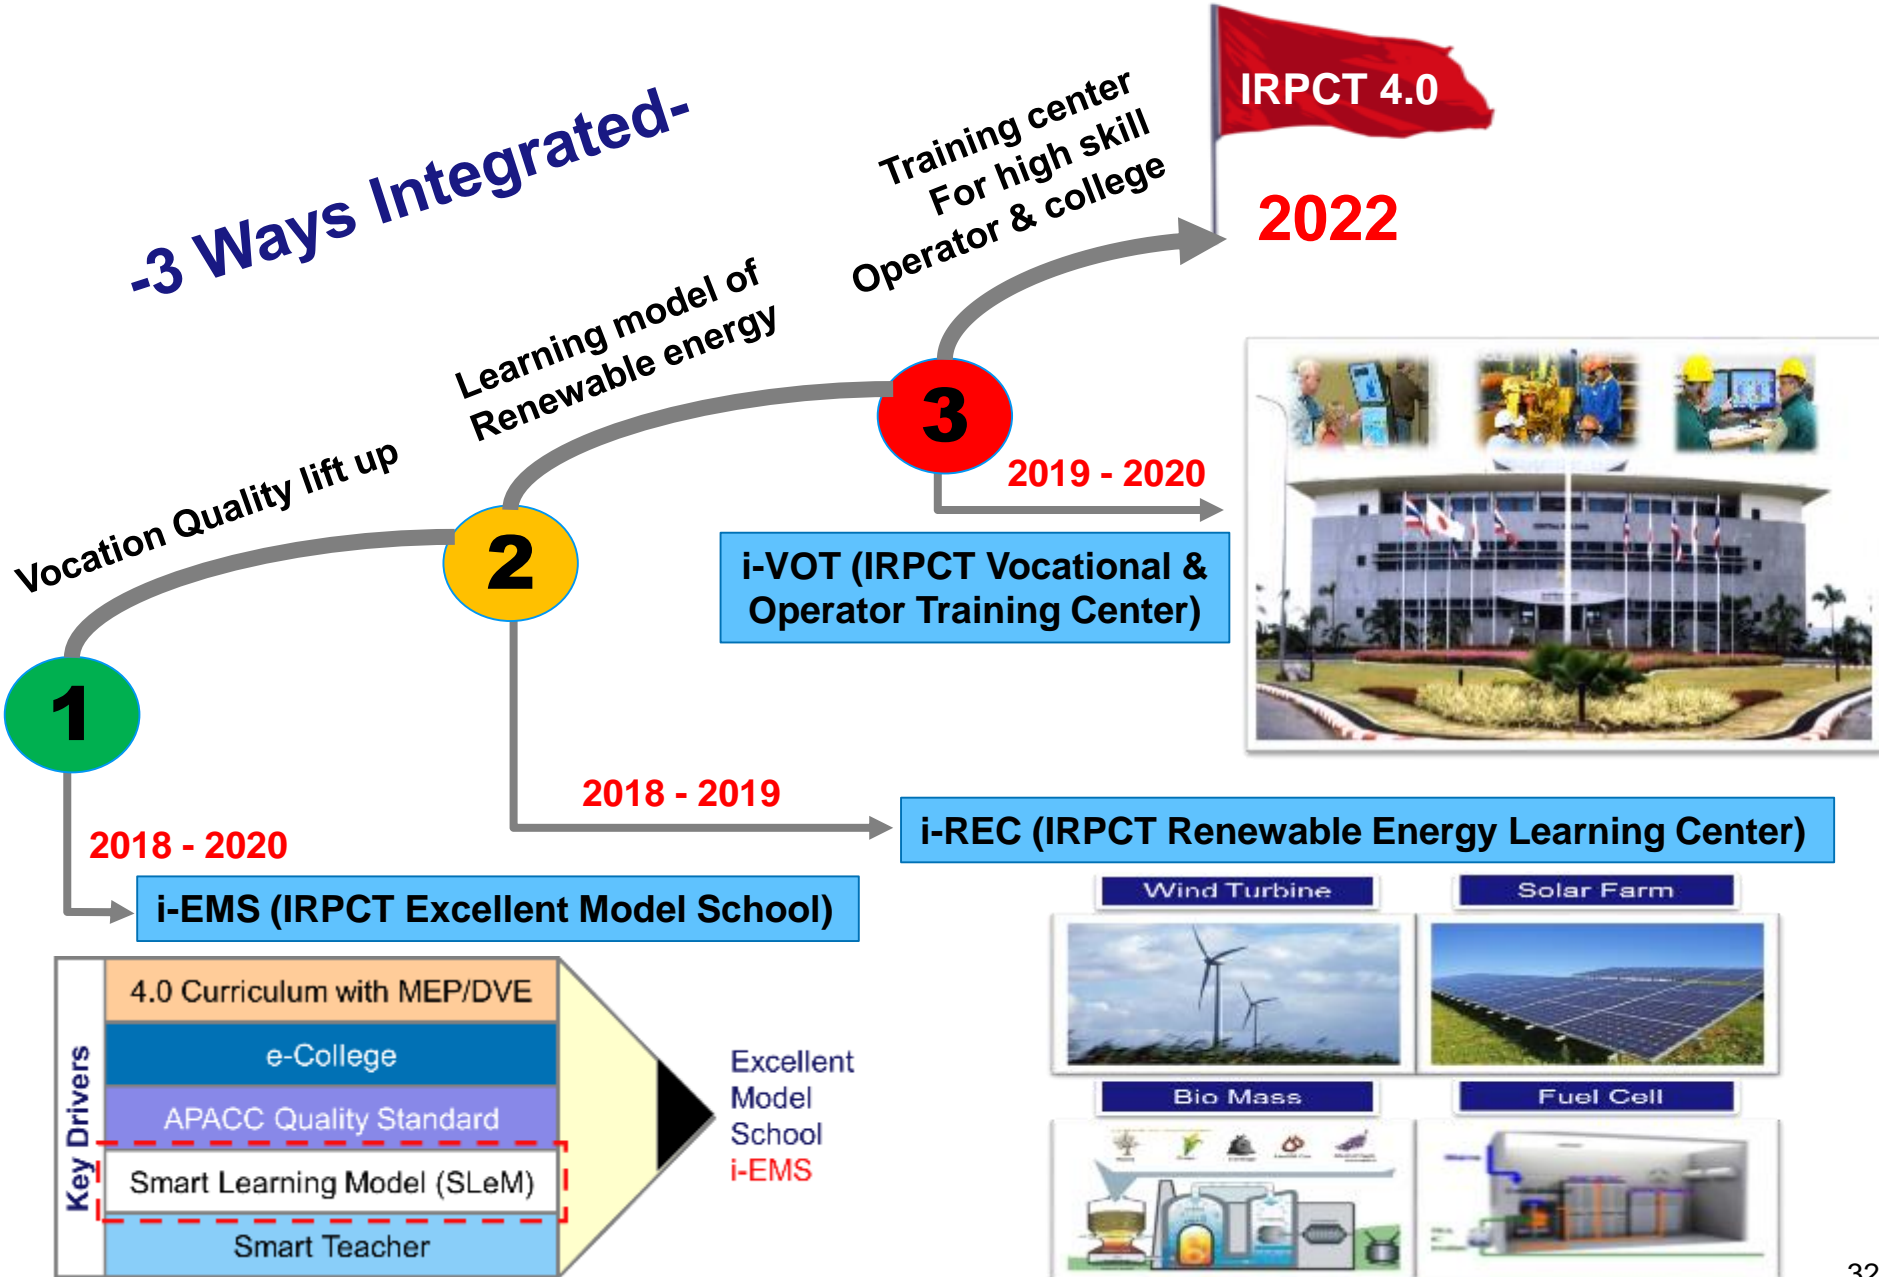 IRPCT 4.0
2022
-3 Ways Integrated-
Training center
For high skill
Operator & college
Learning model of
Renewable energy
Vocation Quality lift up
3
2019 - 2020
i-VOT (IRPCT Vocational &
Operator Training Center)
2
2018 - 2019
i-REC (IRPCT Renewable Energy Learning Center)
1
2018 - 2020
i-EMS (IRPCT Excellent Model School)
Key Drivers
4.0 Curriculum with MEP/DVE
e-College
APACC Quality Standard
Smart Learning Model (SLeM)
Smart Teacher
Excellent
Model
School
i-EMS
Wind Turbine
Solar Farm
Bio Mass
Fuel Cell
32